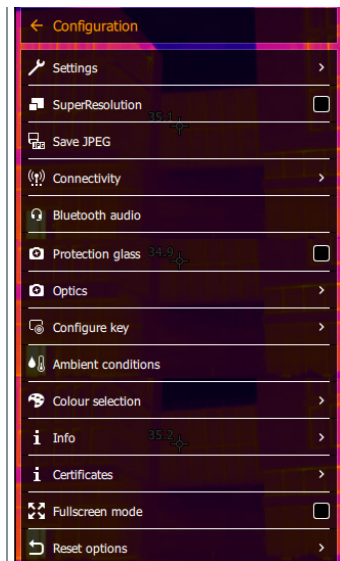 Configuration
Settings
SuperResolution
35.1
Save JPEG
Connectivity
Bluetooth audio
Protection glass 34.9
Optics
Configure key
Ambient conditions
Colour selection
Info 35.2
Certificates
Fullscreen mode
Reset options